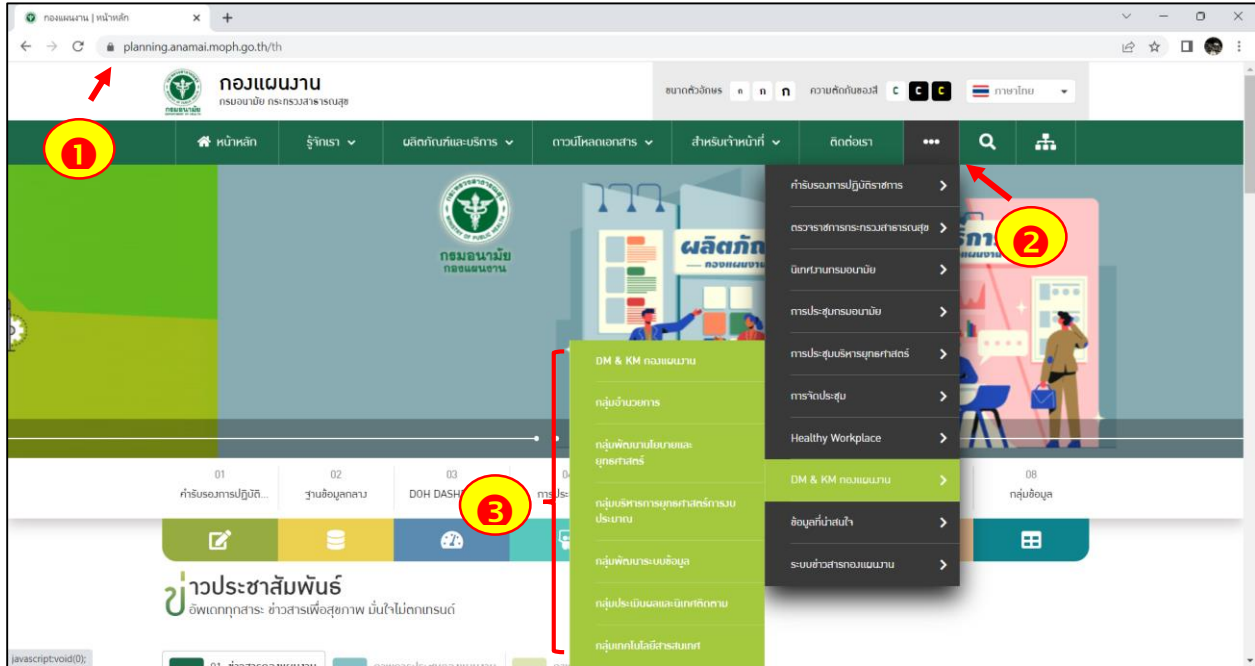 กองแผนงาน | หน้าหลัก
planning.anamai.moph.go.th/th
กองแผนงาน
กรมอนามัย กระทรวงสาธารณสุข
ขนาดตัวอักษร ก ก ก ความตัดกันของสี C C C ภาษาไทย
1
หน้าหลัก รู้จักเรา ผลิตภัณฑ์และบริการ ดาวน์โหลดเอกสาร สำหรับเจ้าหน้าที่ ติดต่อเรา •••
2
คำรับรองการปฏิบัติราชการ
ตรวจราชการกระทรวงสาธารณสุข
นิเทศงานกรมอนามัย
การประชุมกรมอนามัย
การประชุมบริหารยุทธศาสตร์
การจัดประชุม
Healthy Workplace
DM & KM กองแผนงาน
ข้อมูลที่น่าสนใจ
ระบบข่าวสารกองแผนงาน
กรมอนามัย
กองแผนงาน
3
DM & KM กองแผนงาน
กลุ่มอำนวยการ
กลุ่มพัฒนานโยบายและ
ยุทธศาสตร์
กลุ่มบริหารการยุทธศาสตร์การงบ
ประมาณ
กลุ่มพัฒนาระบบข้อมูล
กลุ่มประเมินผลและนิเทศติดตาม
กลุ่มเทคโนโลยีสารสนเทศ
01 02 03 08
คำรับรองการปฏิบัติ... ฐานข้อมูลกลาง DOH กลุ่มข้อมูล
ข่าวประชาสัมพันธ์
อัพเดททุกสาระ ข่าวสารเพื่อสุขภาพ มั่นใจไม่ตกเทรนด์
javascript:void(0);